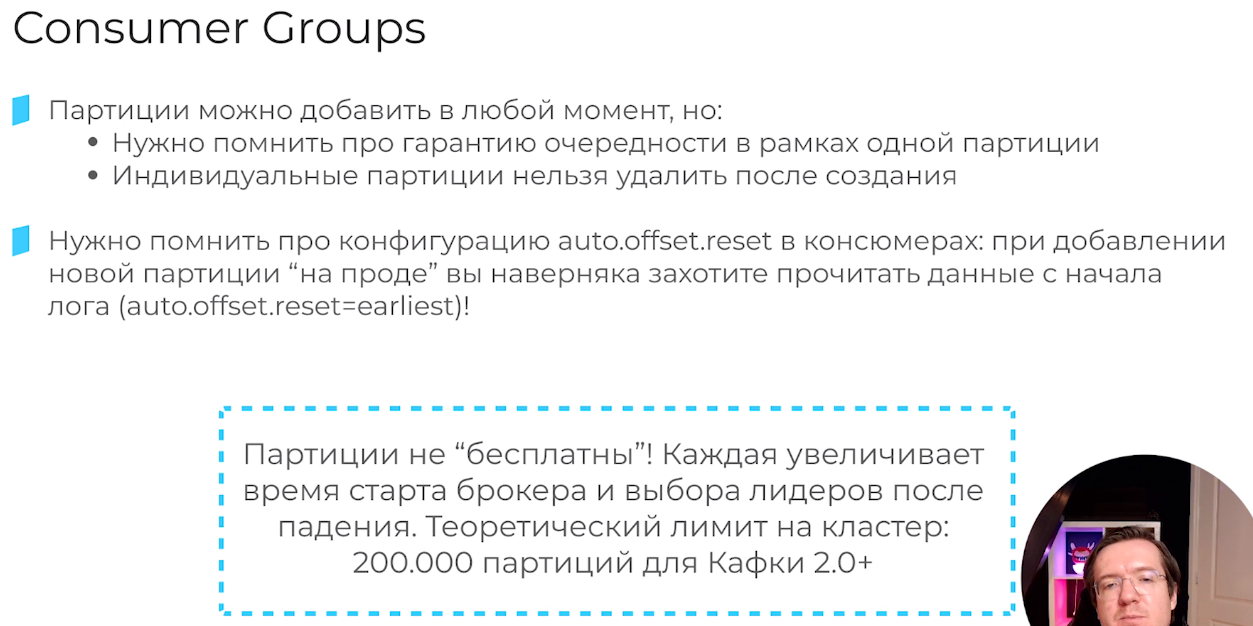 Consumer Groups
Партиции можно добавить в любой момент, но:
• Нужно помнить про гарантию очередности в рамках одной партиции
• Индивидуальные партиции нельзя удалить после создания
Нужно помнить про конфигурацию auto.offset.reset в консюмерах: при добавлении
новой партиции “на проде” вы наверняка захотите прочитать данные с начала
лога (auto.offset.reset=earliest)!
Партиции не “бесплатны”! Каждая увеличивает
время старта брокера и выбора лидеров после
падения. Теоретический лимит на кластер:
200.000 партиций для Кафки 2.0+